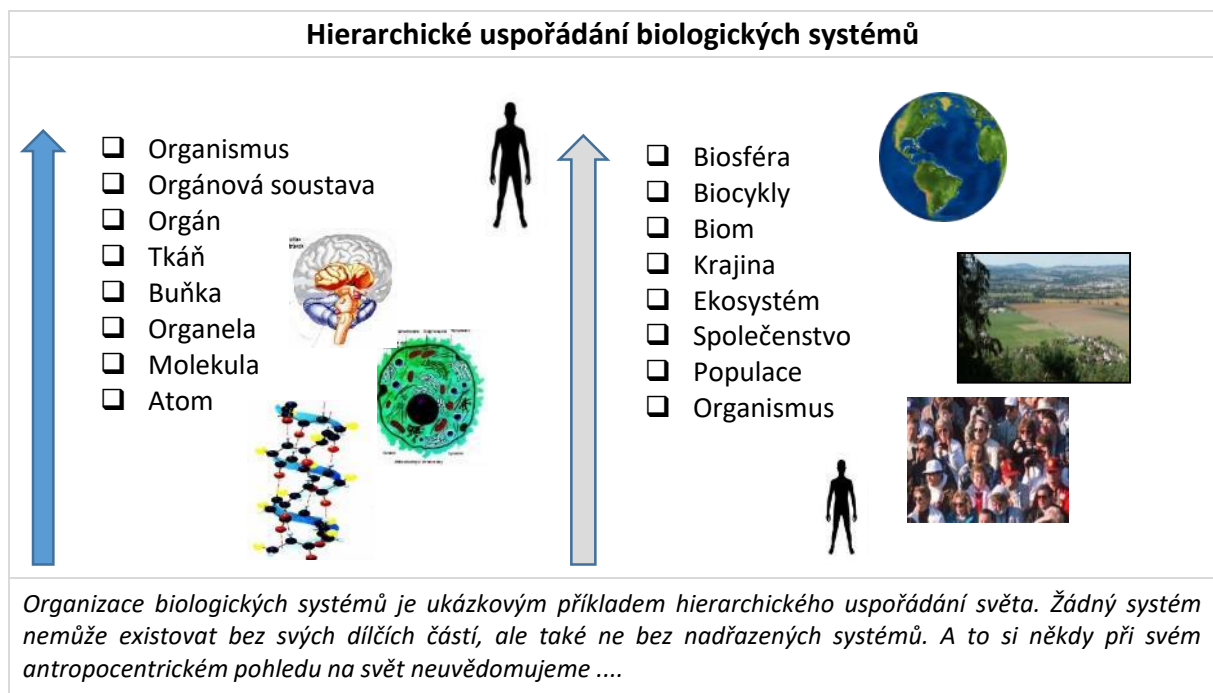 Hierarchické uspořádání biologických systémů
Organismus
Orgánová soustava
Orgán
Tkáň
Buňka
Organela
Molekula
Atom
Biosféra
Biocykly
Biom
Krajina
Ekosystém
Společenstvo
Populace
Organismus
Organizace biologických systémů je ukázkovým příkladem hierarchického uspořádání světa. Žádný systém
nemůže existovat bez svých dílčích částí, ale také ne bez nadřazených systémů. A to si někdy při svém
antropocentrickém pohledu na svět neuvědomujeme ....